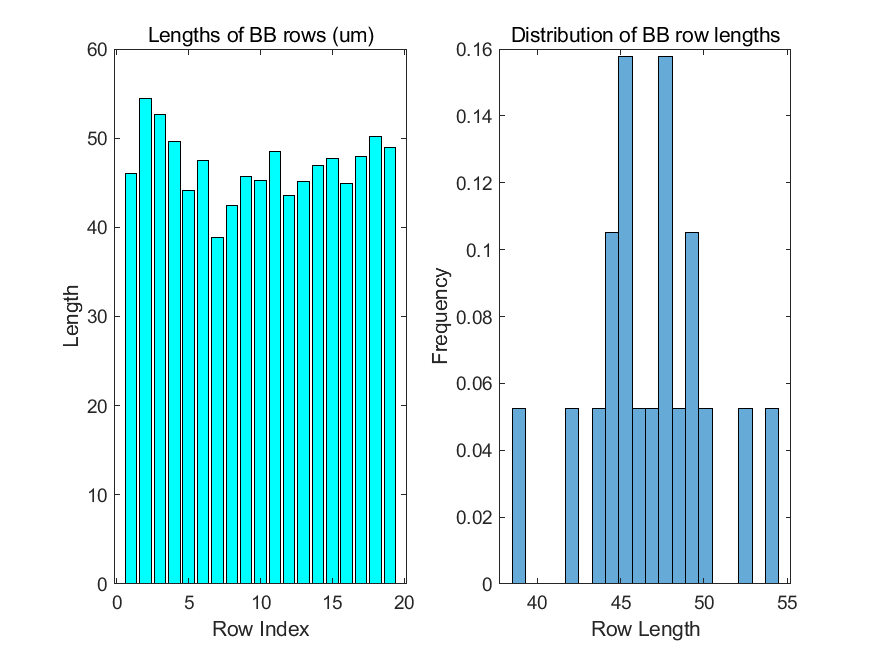 Lengths of BB rows (um)
60
50
40
30
20
10
0
Length
0 5 10 15 20
Row Index
Distribution of BB row lengths
0.16
0.14
0.12
0.1
0.08
0.06
0.04
0.02
0
Frequency
40 45 50 55
Row Length